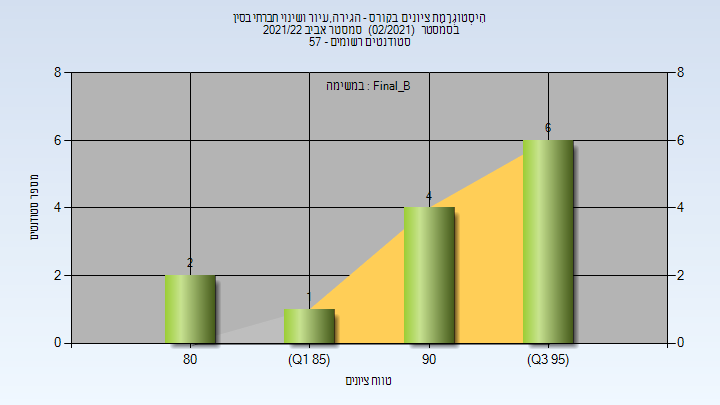 היסטוגרמת ציונים בקורס - הגירה,עיור ושינוי חברתי בסין
בסמסטר (02/2021) סמסטר אביב 2021/22
סטודנטים רשומים - 57
במשימה : Final_B
8
6
4
2
0
מספר סטודנטים
2
1
4
6
8
6
4
2
0
80
(Q1 85)
90
(Q3 95)
טווח ציונים